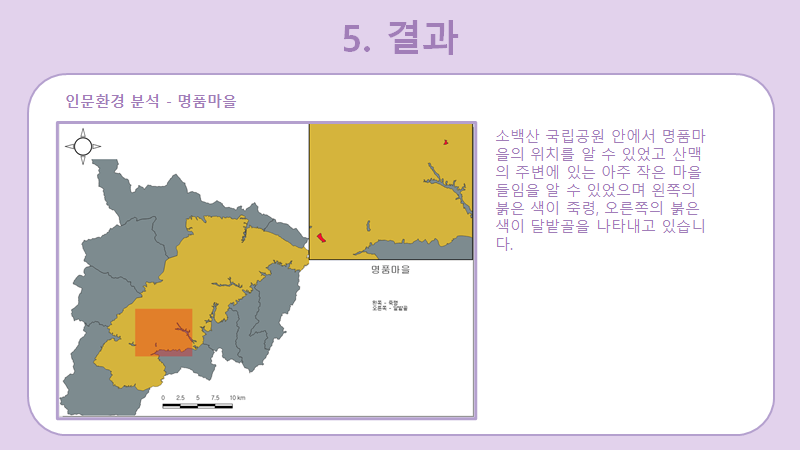 5. 결과
인문환경 분석 - 명품마을
소백산 국립공원 안에서 명품마
을의 위치를 알 수 있었고 산맥
의 주변에 있는 아주 작은 마을
들임을 알 수 있었으며 왼쪽의
붉은 색이 죽령, 오른쪽의 붉은
색이 달밭골을 나타내고 있습니
다.
명품마을
왼쪽 - 죽령
오른쪽 - 달밭골
0 2.5 5 7.5 10 km